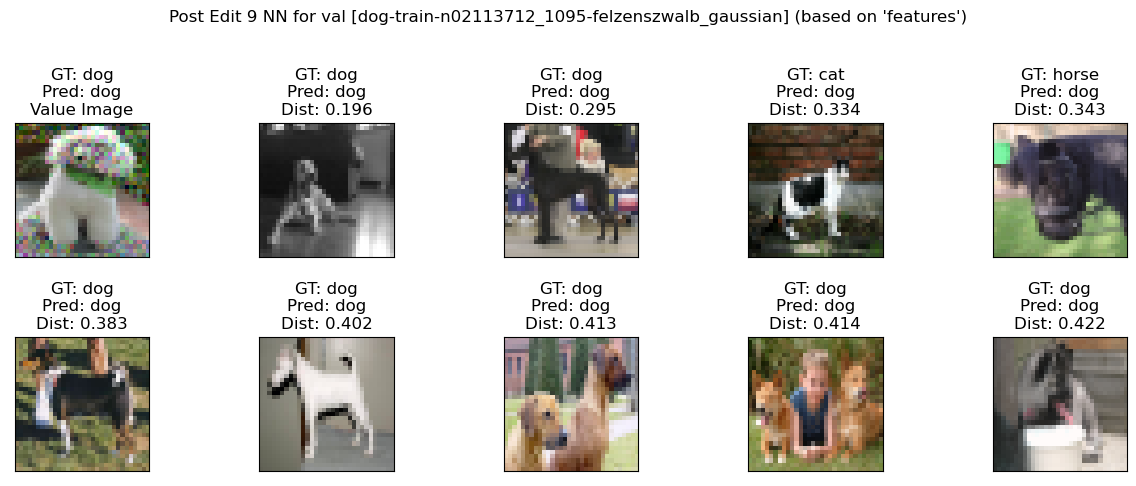 Post Edit 9 NN for val [dog-train-n02113712_1095-felzenszwalb_gaussian] (based on 'features')
GT: dog
Pred: dog
Value Image
GT: dog
Pred: dog
Dist: 0.196
GT: dog
Pred: dog
Dist: 0.295
GT: cat
Pred: dog
Dist: 0.334
GT: horse
Pred: dog
Dist: 0.343
GT: dog
Pred: dog
Dist: 0.383
GT: dog
Pred: dog
Dist: 0.402
GT: dog
Pred: dog
Dist: 0.413
GT: dog
Pred: dog
Dist: 0.414
GT: dog
Pred: dog
Dist: 0.422